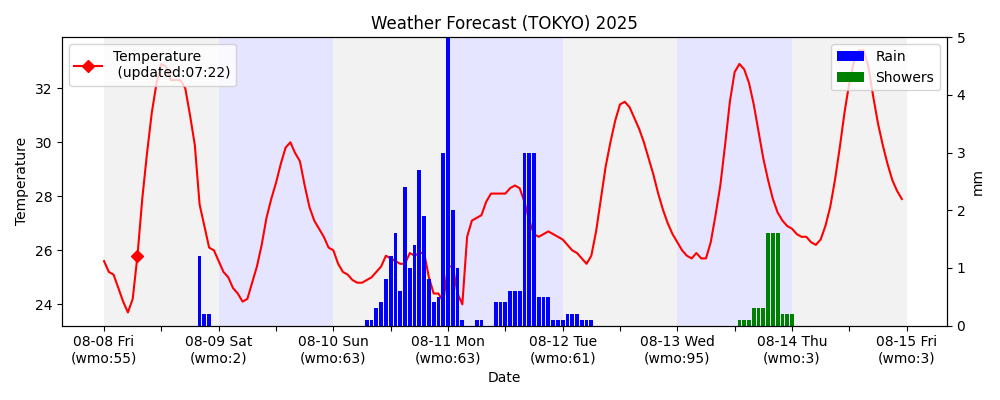 Weather Forecast (TOKYO) 2025
Temperature
(updated:07:22)
Rain
Showers
Temperature
32
30
28
26
24
5
4
3
2
1
0
mm
08-08 Fri
(wmo:55)
08-09 Sat
(wmo:2)
08-10 Sun
(wmo:63)
08-11 Mon
(wmo:63)
08-12 Tue
(wmo:61)
08-13 Wed
(wmo:95)
08-14 Thu
(wmo:3)
08-15 Fri
(wmo:3)
Date